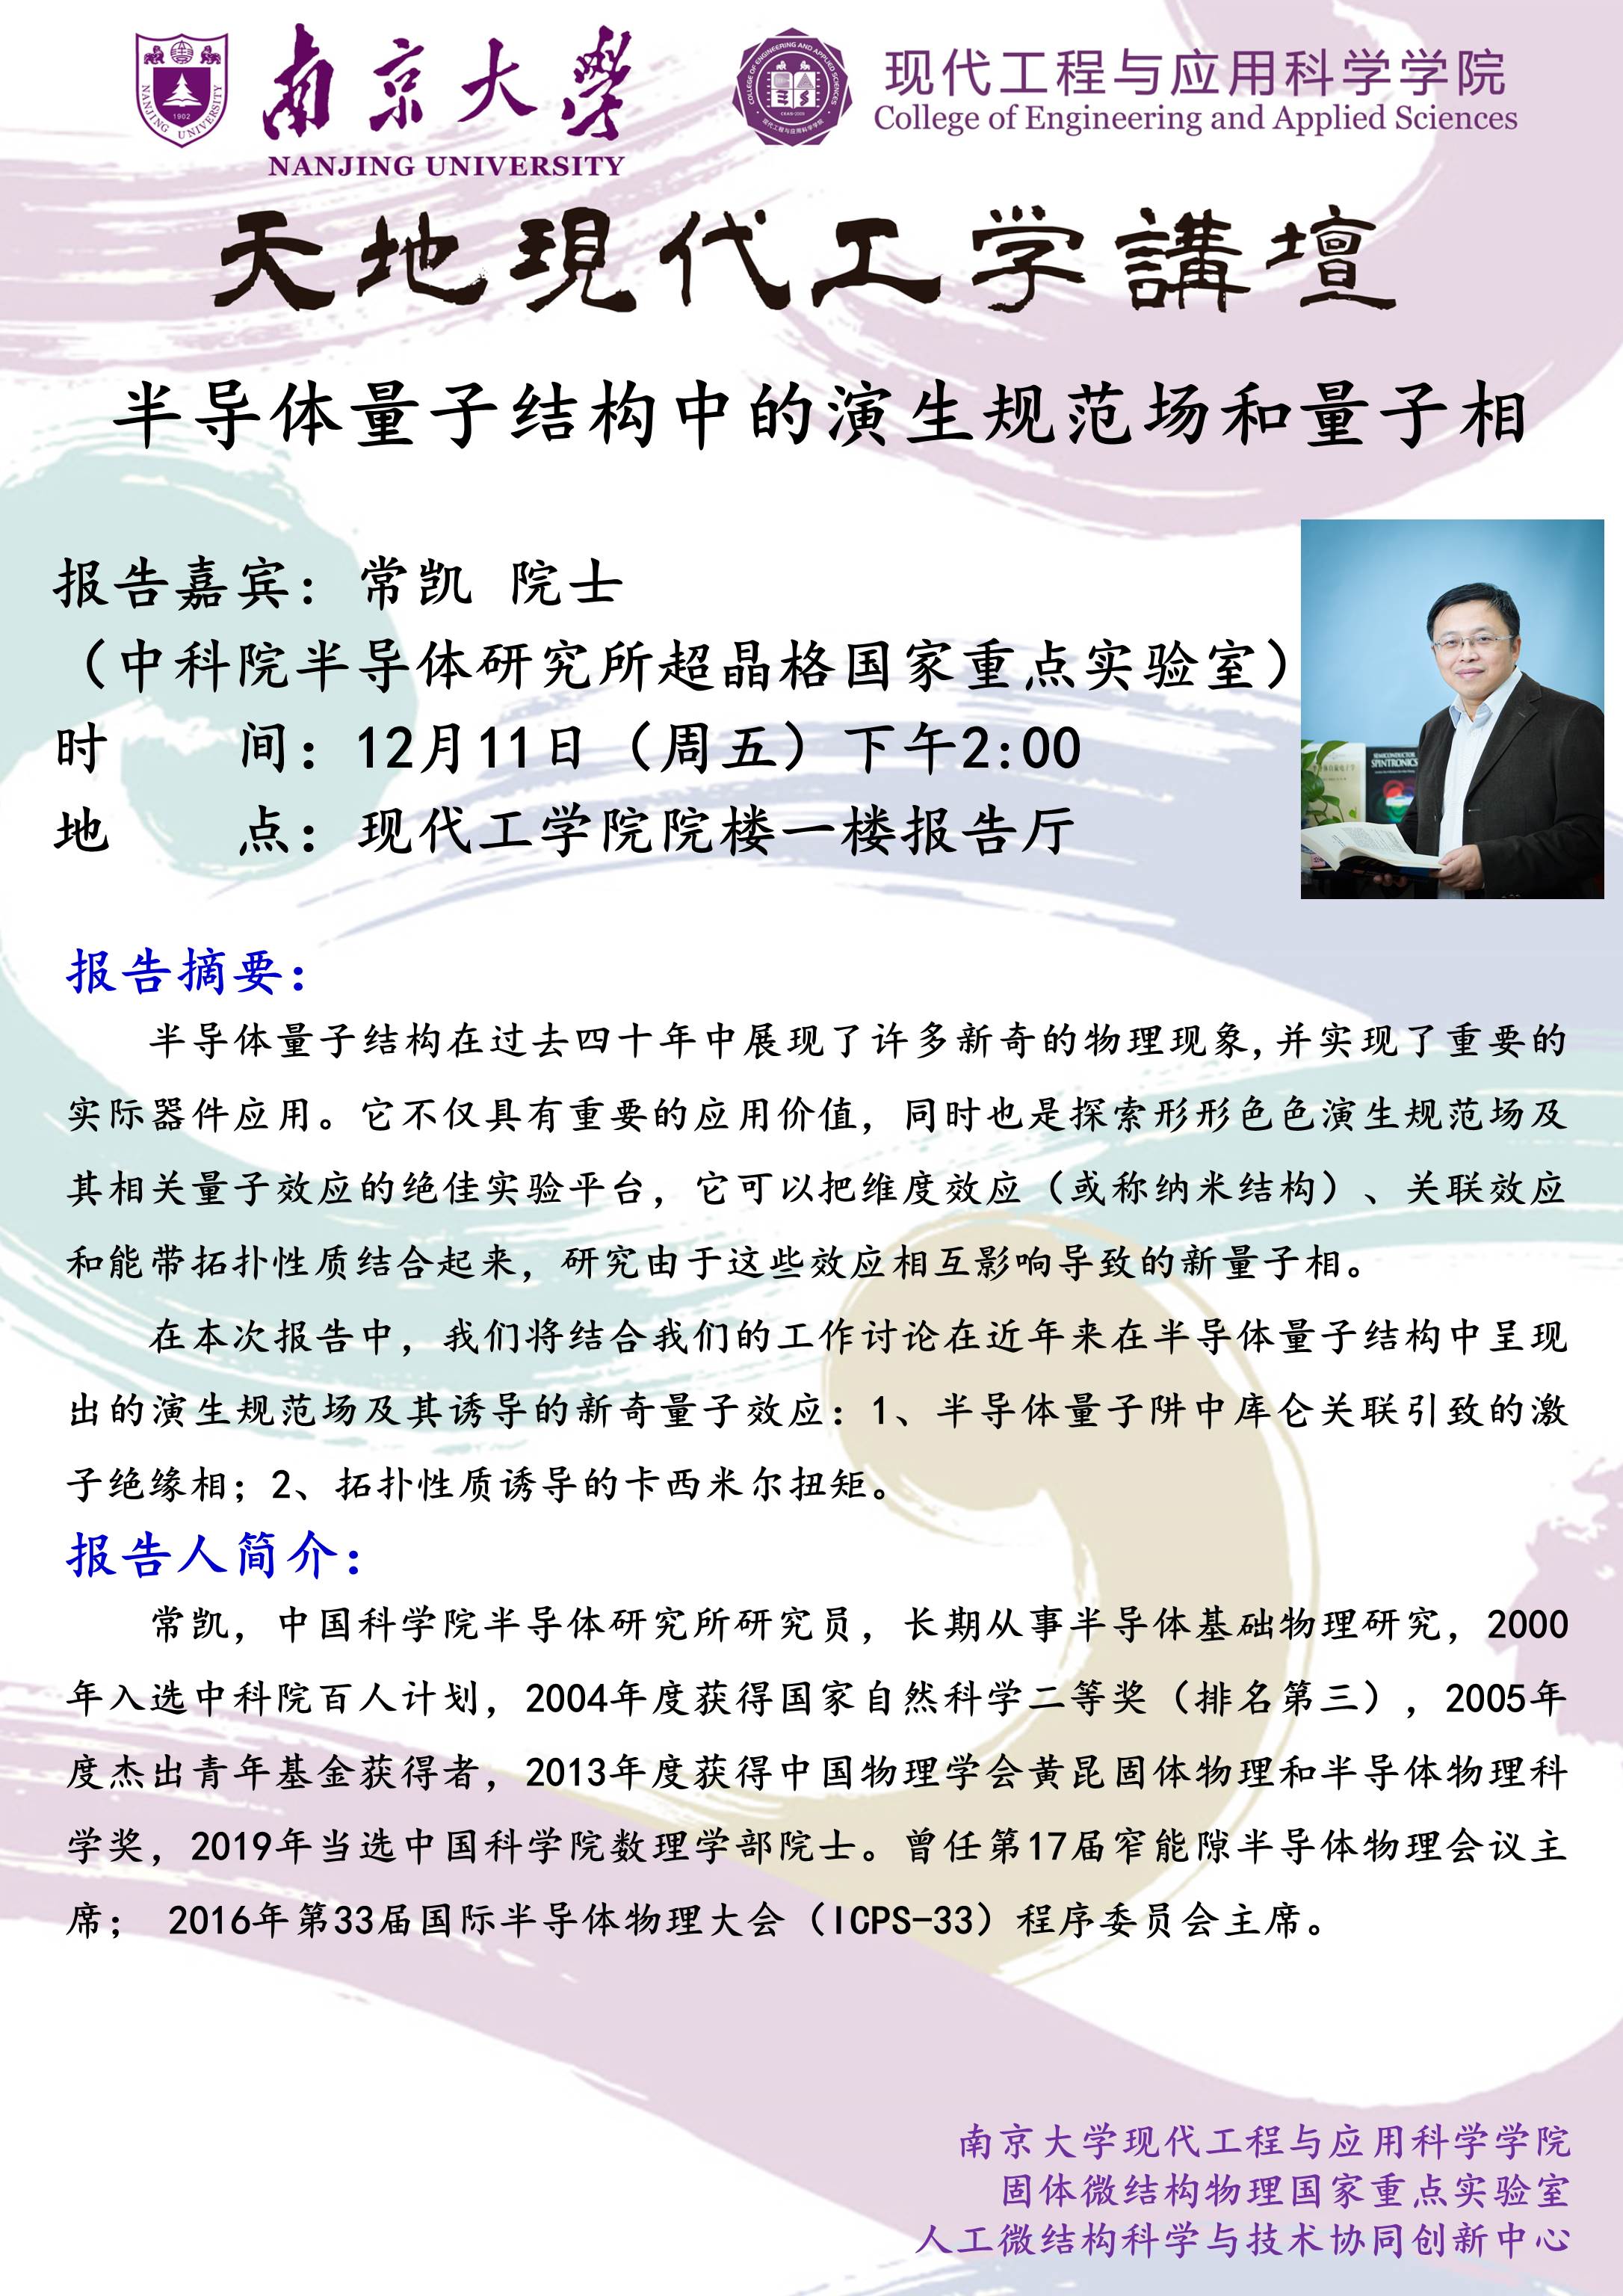 南京大學
NANJING UNIVERSITY
NANJING UNIVERSITY
1902
COLLEGE OF ENGINEERING AND APPLIED SCIENCES
现代工程与应用科学学院
现代工程与应用科学学院
College of Engineering and Applied Sciences
天地現代工学講壇
半导体量子结构中的演生规范场和量子相
报告嘉宾：常凯 院士
（中科院半导体研究所超晶格国家重点实验室）
时 间：12月11日（周五）下午2:00
地 点：现代工学院院楼一楼报告厅
SEMICONDUCTOR
SPINTRONICS
报告摘要：
半导体量子结构在过去四十年中展现了许多新奇的物理现象,并实现了重要的
实际器件应用。它不仅具有重要的应用价值，同时也是探索形形色色演生规范场及
其相关量子效应的绝佳实验平台，它可以把维度效应（或称纳米结构）、关联效应
和能带拓扑性质结合起来，研究由于这些效应相互影响导致的新量子相。
在本次报告中，我们将结合我们的工作讨论在近年来在半导体量子结构中呈现
出的演生规范场及其诱导的新奇量子效应：1、半导体量子阱中库仑关联引致的激
子绝缘相；2、拓扑性质诱导的卡西米尔扭矩。
报告人简介：
常凯，中国科学院半导体研究所研究员，长期从事半导体基础物理研究，2000
年入选中科院百人计划，2004年度获得国家自然科学二等奖（排名第三），2005年
度杰出青年基金获得者，2013年度获得中国物理学会黄昆固体物理和半导体物理科
学奖，2019年当选中国科学院数理学部院士。曾任第17届窄能隙半导体物理会议主
席； 2016年第33届国际半导体物理大会（ICPS-33）程序委员会主席。
南京大学现代工程与应用科学学院
固体微结构物理国家重点实验室
人工微结构科学与技术协同创新中心